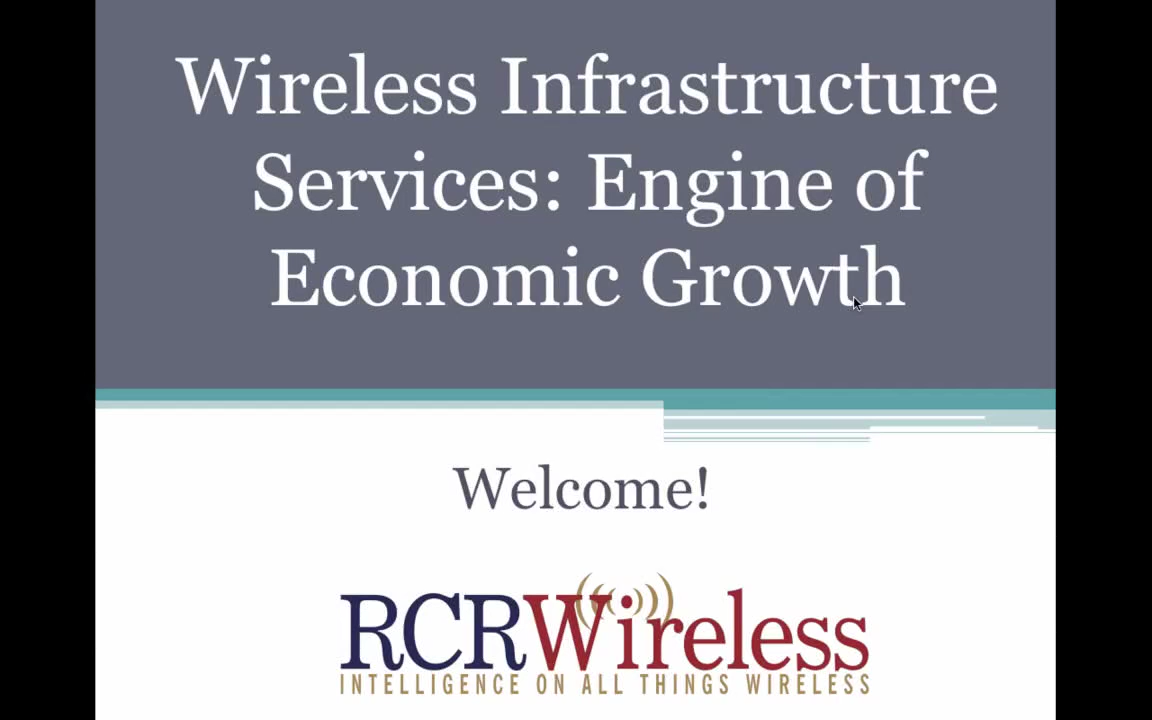 Wireless Infrastructure
Services: Engine of
Economic Growth
Welcome!
RCRWireless
INTELLIGENCE ON ALL THINGS WIRELESS